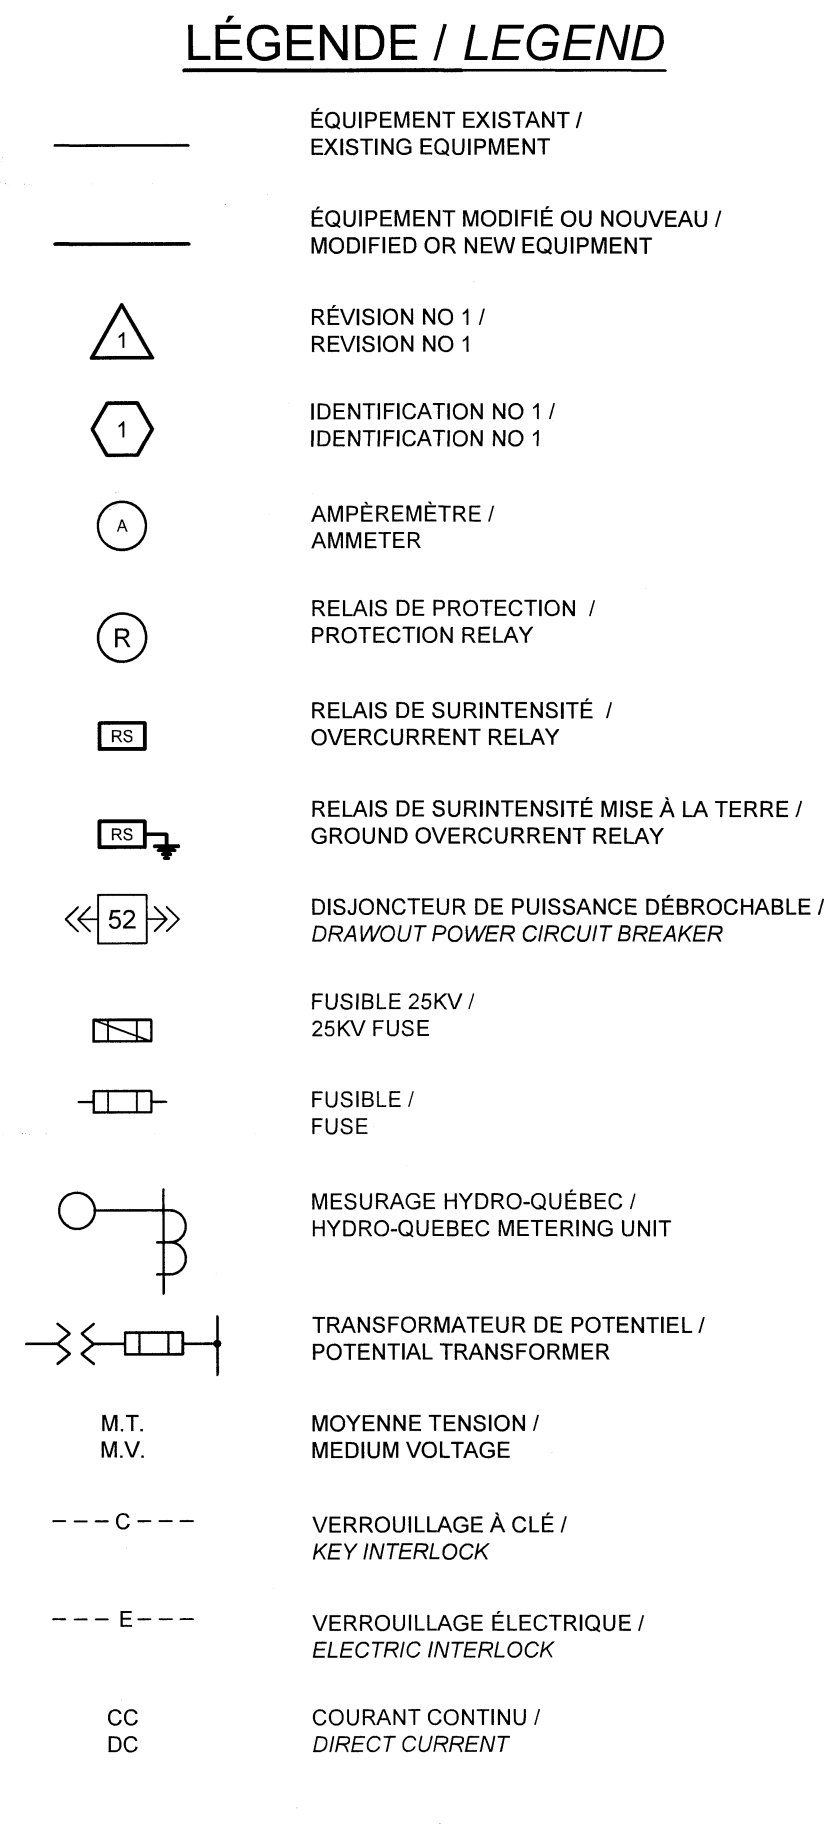 LÉGENDE / LEGEND
ÉQUIPEMENT EXISTANT /
EXISTING EQUIPMENT
ÉQUIPEMENT MODIFIÉ OU NOUVEAU /
MODIFIED OR NEW EQUIPMENT
1
RÉVISION NO 1 /
REVISION NO 1
1
IDENTIFICATION NO 1 /
IDENTIFICATION NO 1
A
AMPÈREMÈTRE /
AMMETER
R
RELAIS DE PROTECTION /
PROTECTION RELAY
RS
RELAIS DE SURINTENSITÉ /
OVERCURRENT RELAY
RS
RELAIS DE SURINTENSITÉ MISE À LA TERRE /
GROUND OVERCURRENT RELAY
52
DISJONCTEUR DE PUISSANCE DÉBROCHABLE /
DRAWOUT POWER CIRCUIT BREAKER
FUSIBLE 25KV /
25KV FUSE
FUSIBLE /
FUSE
MESURAGE HYDRO-QUÉBEC /
HYDRO-QUEBEC METERING UNIT
TRANSFORMATEUR DE POTENTIEL /
POTENTIAL TRANSFORMER
M.T.
M.V.
MOYENNE TENSION /
MEDIUM VOLTAGE
C
VERROUILLAGE À CLÉ /
KEY INTERLOCK
E
VERROUILLAGE ÉLECTRIQUE /
ELECTRIC INTERLOCK
CC
DC
COURANT CONTINU /
DIRECT CURRENT